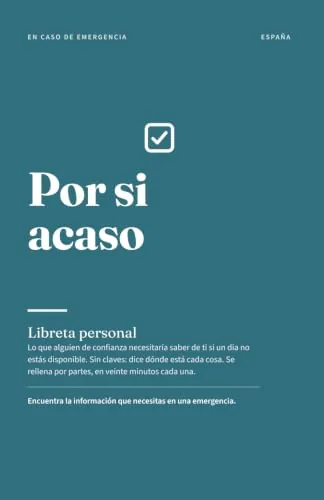 EN CASO DE EMERGENCIA
ESPAÑA
Por si
acaso
Libreta personal
Lo que alguien de confianza necesitaría saber de ti si un día no
estás disponible. Sin claves: dice dónde está cada cosa. Se
rellena por partes, en veinte minutos cada una.
Encuentra la información que necesitas en una emergencia.